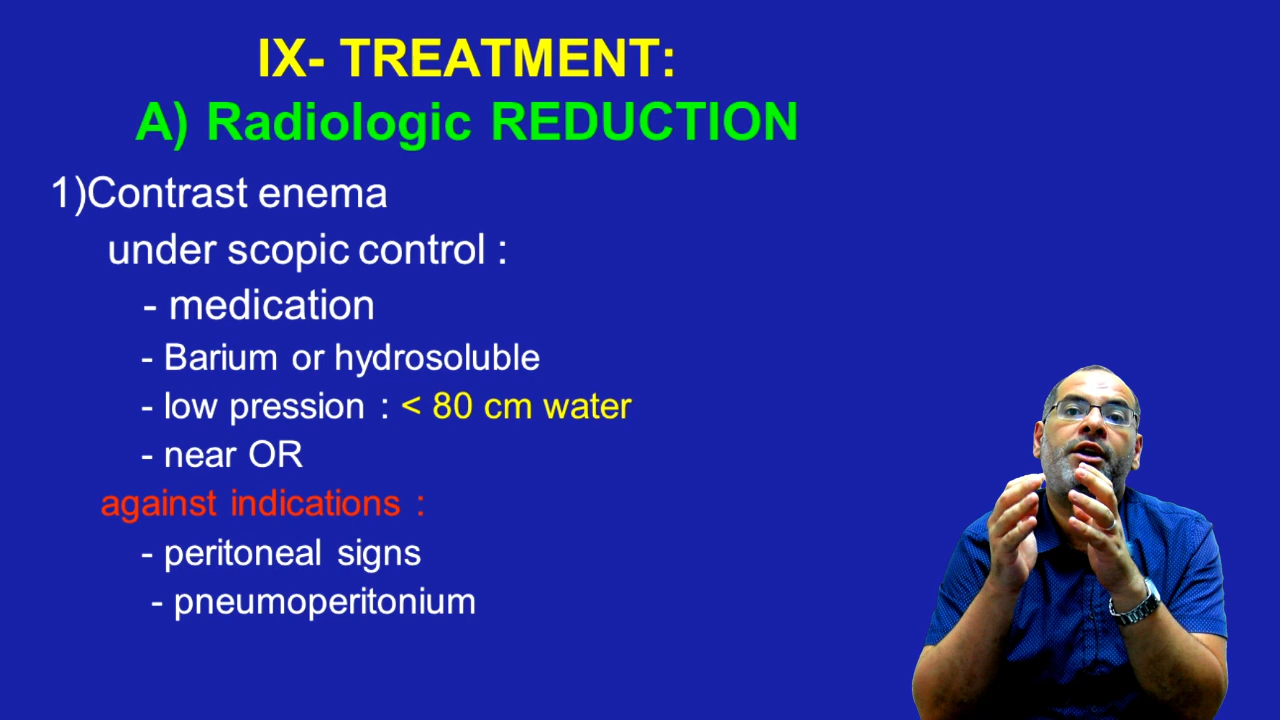 IX- TREATMENT:
A) Radiologic REDUCTION
1)Contrast enema
under scopic control :
- medication
- Barium or hydrosoluble
- low pression : < 80 cm water
- near OR
against indications :
- peritoneal signs
- pneumoperitonium